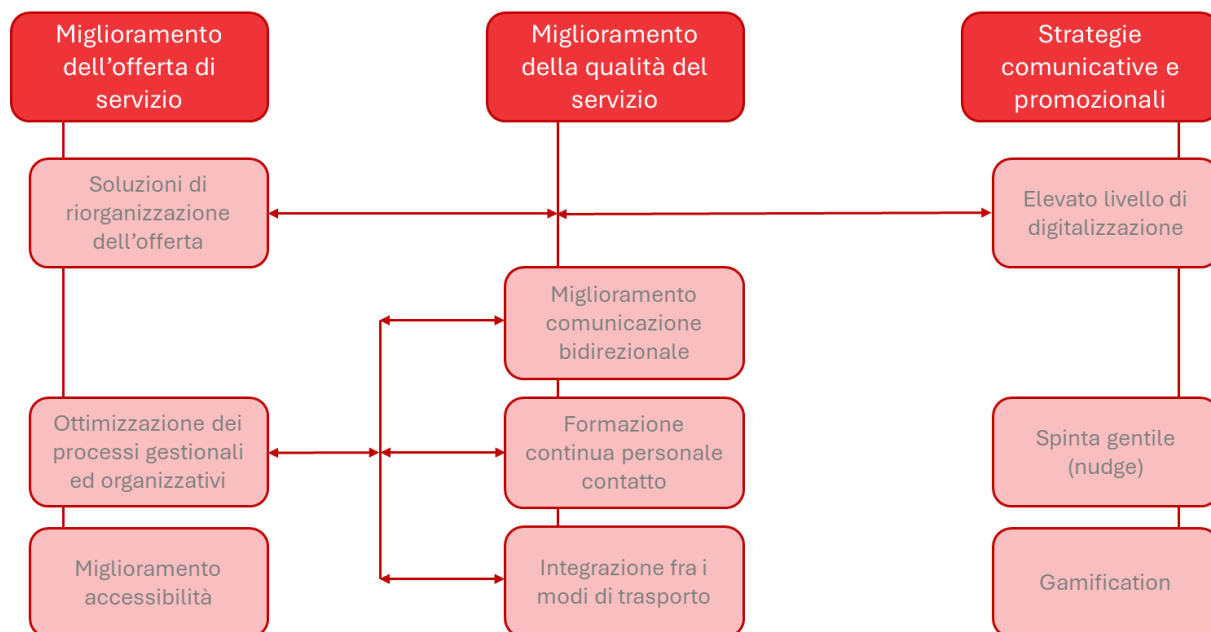 Miglioramento
dell'offerta di
servizio
Miglioramento
della qualità del
servizio
Strategie
comunicative e
promozionali
Soluzioni di
riorganizzazione
dell'offerta
Elevato livello di
digitalizzazione
Miglioramento
comunicazione
bidirezionale
Ottimizzazione dei
processi gestionali
ed organizzativi
Formazione
continua personale
contatto
Spinta gentile
(nudge)
Miglioramento
accessibilità
Integrazione fra i
modi di trasporto
Gamification